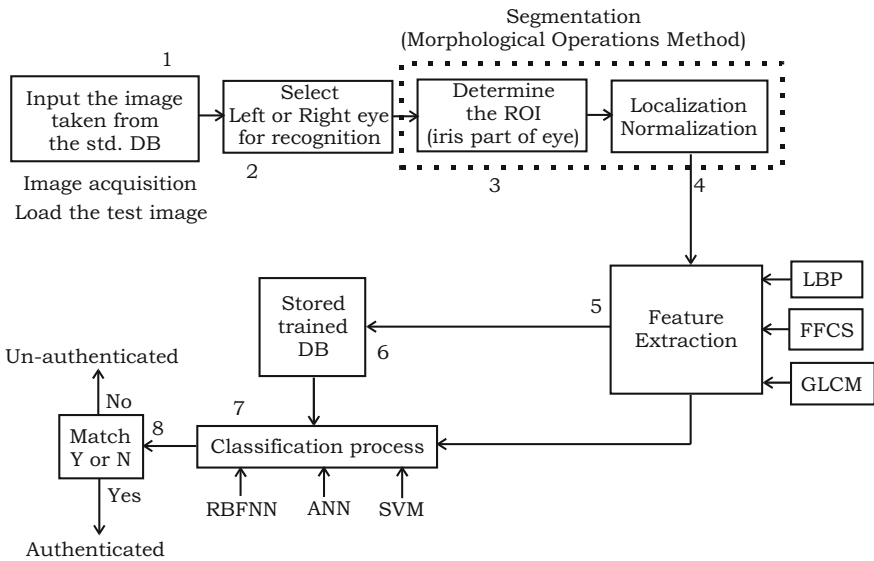 Segmentation
(Morphological Operations Method)
1
Input the image
taken from
the std. DB
Image acquisition
Load the test image
Select
Left or Right eye
for recognition
2
Determine
the ROI
(iris part of eye)
3
Localization
Normalization
4
Feature
Extraction
LBP
FFCS
GLCM
5
Stored
trained
DB
6
7
Classification process
RBFNN
ANN
SVM
8
Match
Y or N
No
Un-authenticated
Yes
Authenticated